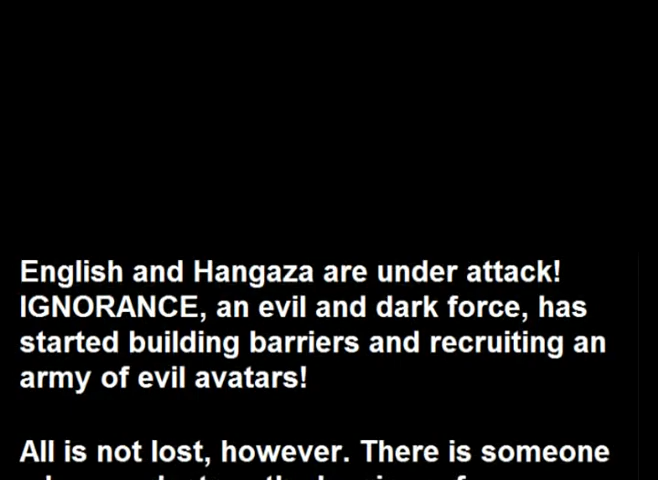 English and Hangaza are under attack!
IGNORANCE, an evil and dark force, has
started building barriers and recruiting an
army of evil avatars!
All is not lost, however. There is someone